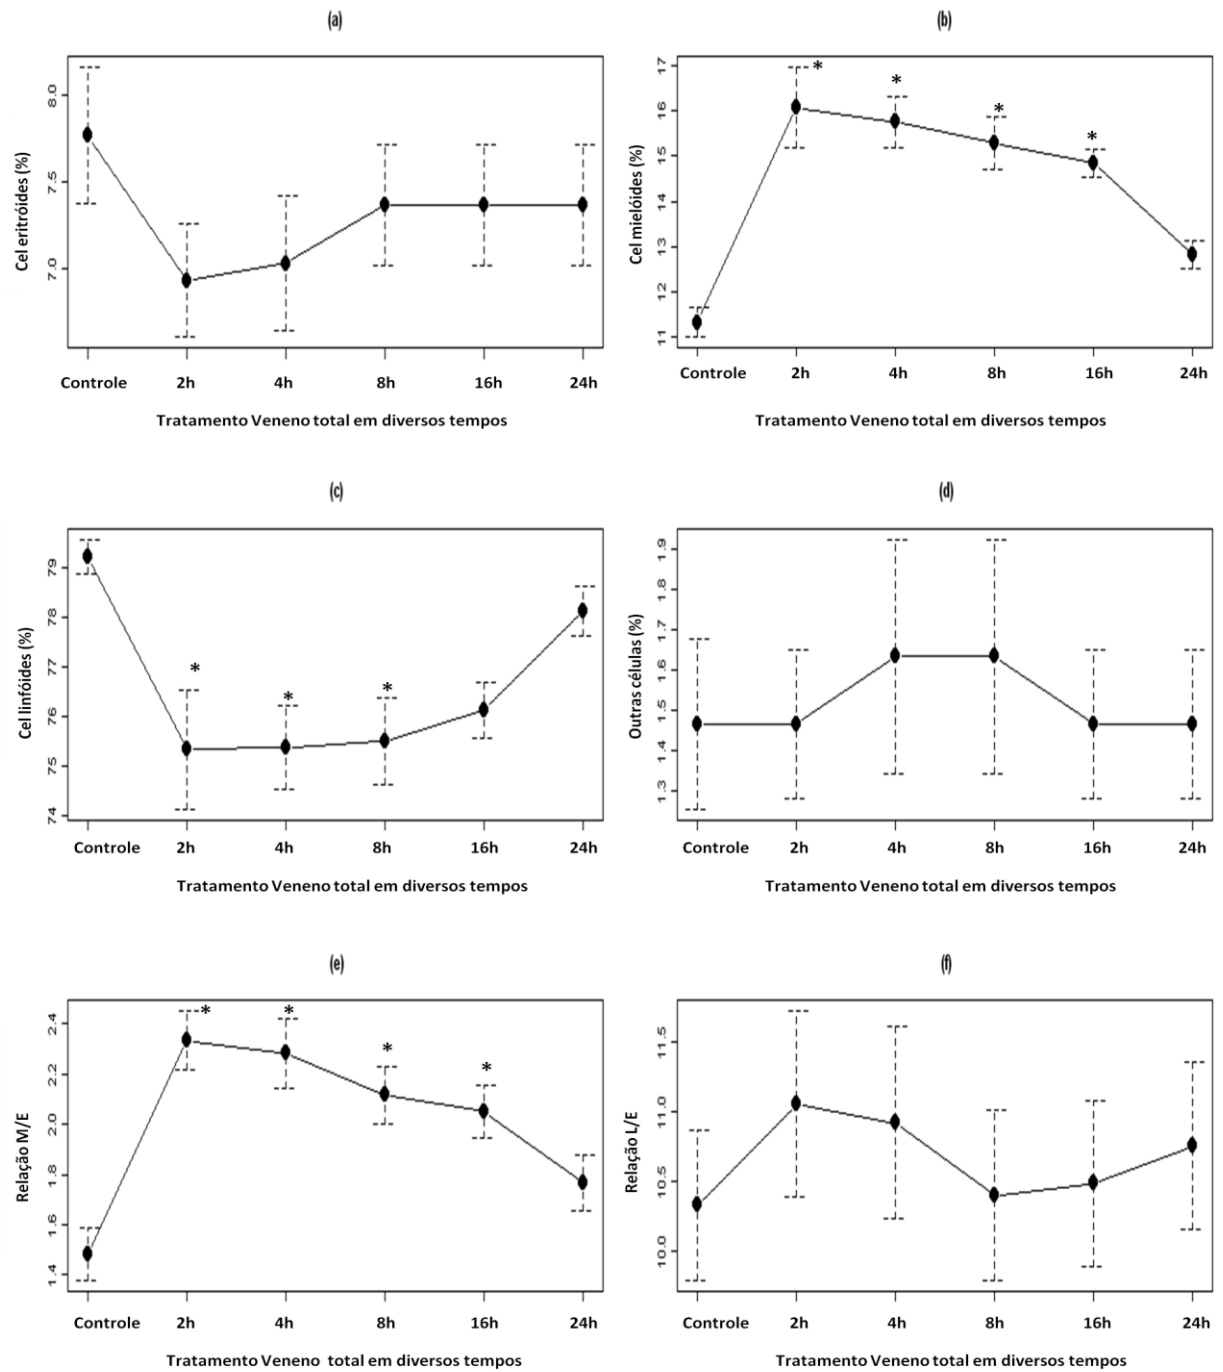 (a)
Cel eritróides (%)
8.0
7.5
7.0
Controle 2h 4h 8h 16h 24h
Tratamento Veneno total em diversos tempos
(b)
Cel mielóides (%)
17
16
15
14
13
12
11
* * * *
Controle 2h 4h 8h 16h 24h
Tratamento Veneno total em diversos tempos
(c)
Cel linfóides (%)
79
78
77
76
75
74
* * *
Controle 2h 4h 8h 16h 24h
Tratamento Veneno total em diversos tempos
(d)
Outras células (%)
1.9
1.8
1.7
1.6
1.5
1.4
1.3
Controle 2h 4h 8h 16h 24h
Tratamento Veneno total em diversos tempos
(e)
Relação M/E
2.4
2.2
2.0
1.8
1.6
1.4
* * * *
Controle 2h 4h 8h 16h 24h
Tratamento Veneno total em diversos tempos
(f)
Relação L/E
11.5
11.0
10.5
10.0
Controle 2h 4h 8h 16h 24h
Tratamento Veneno total em diversos tempos